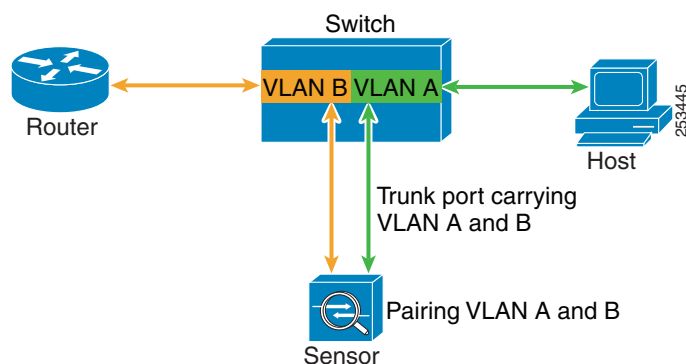 Switch
VLAN B VLAN A
Router
Host
253445
Trunk port carrying
VLAN A and B
Pairing VLAN A and B
Sensor